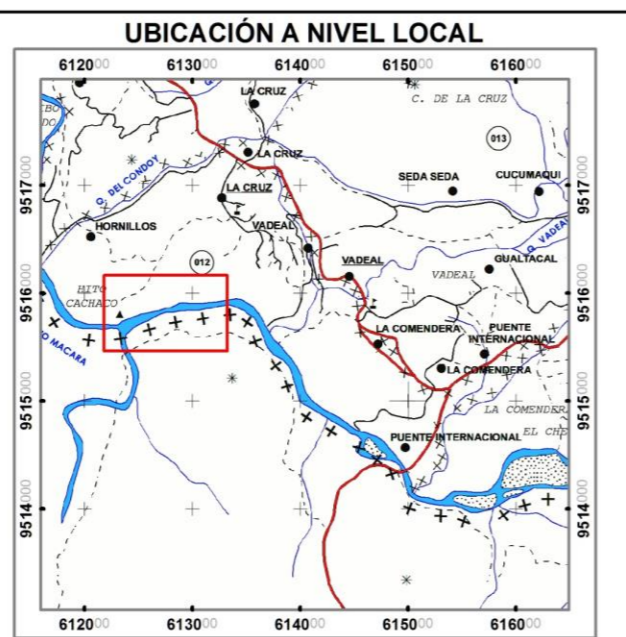 UBICACIÓN A NIVEL LOCAL
612000 613000 614000 615000 616000
LA CRUZ
C. DE LA CRUZ
013
LA CRUZ
Q. DEL CONDOY
SEDA SEDA
CUCUMAQUI
9517000
9517000
LA CRUZ
HORNILLOS
VADEAL
Q. VADEAL
012
VADEAL
VADEAL
GUALTACAL
9516000
9516000
HITO
CACHACO
MACARA
LA COMENDERA
PUENTE
INTERNACIONAL
LA COMENDERA
9515000
9515000
LA COMENDER
EL CHE
PUENTE INTERNACIONAL
9514000
9514000
612000 613000 614000 615000 616000